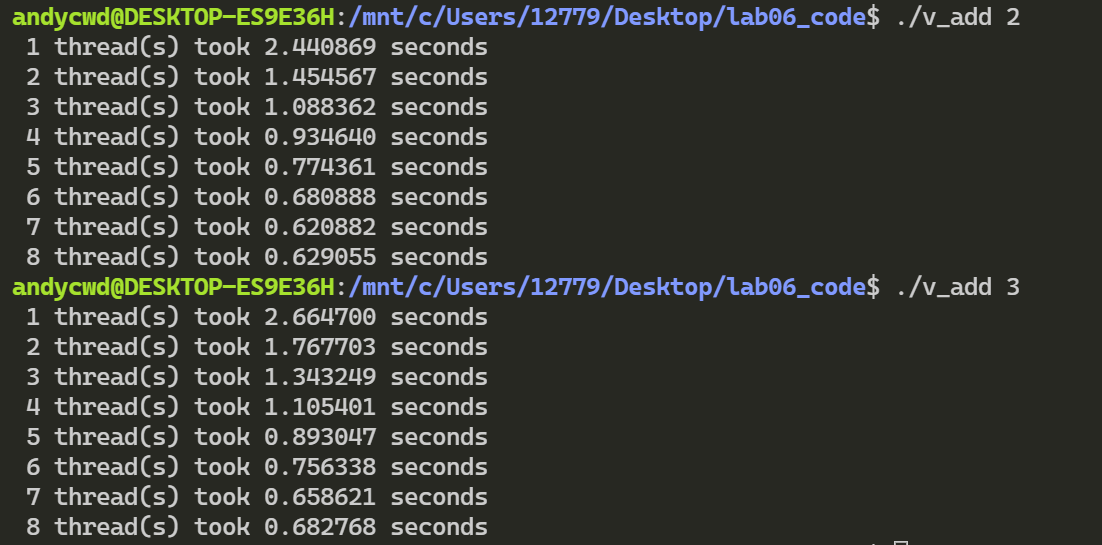 andycwd@DESKTOP-ES9E36H:/mnt/c/Users/12779/Desktop/lab06_code$ ./v_add 2
1 thread(s) took 2.440869 seconds
2 thread(s) took 1.454567 seconds
3 thread(s) took 1.088362 seconds
4 thread(s) took 0.934640 seconds
5 thread(s) took 0.774361 seconds
6 thread(s) took 0.680888 seconds
7 thread(s) took 0.620882 seconds
8 thread(s) took 0.629055 seconds
andycwd@DESKTOP-ES9E36H:/mnt/c/Users/12779/Desktop/lab06_code$ ./v_add 3
1 thread(s) took 2.664700 seconds
2 thread(s) took 1.767703 seconds
3 thread(s) took 1.343249 seconds
4 thread(s) took 1.105401 seconds
5 thread(s) took 0.893047 seconds
6 thread(s) took 0.756338 seconds
7 thread(s) took 0.658621 seconds
8 thread(s) took 0.682768 seconds